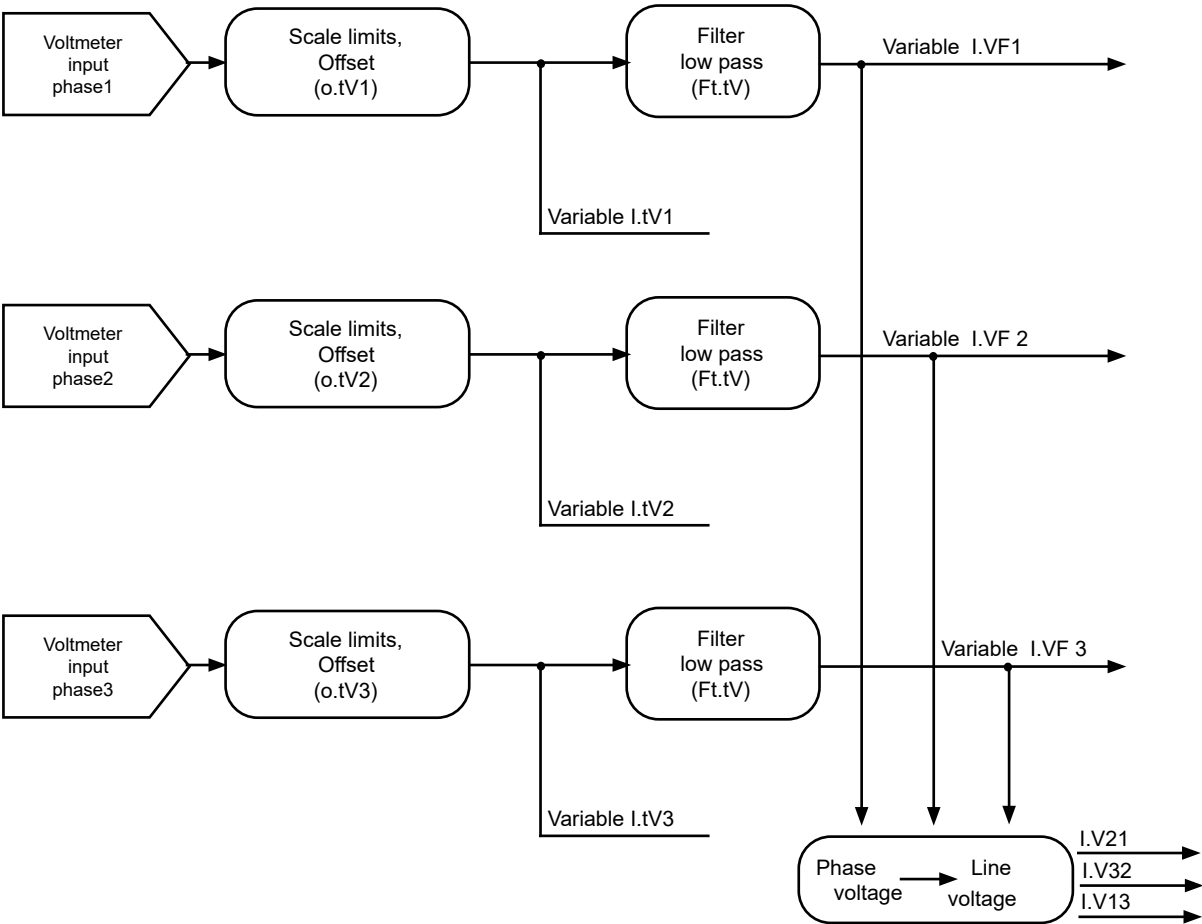 Voltmeter
input
phase1
Scale limits,
Offset
(o.tV1)
Filter
low pass
(Ft.tV)
Variable I.VF1
Variable I.tV1
Voltmeter
input
phase2
Scale limits,
Offset
(o.tV2)
Filter
low pass
(Ft.tV)
Variable I.VF 2
Variable I.tV2
Voltmeter
input
phase3
Scale limits,
Offset
(o.tV3)
Filter
low pass
(Ft.tV)
Variable I.VF 3
Variable I.tV3
Phase
voltage
Line
voltage
I.V21
I.V32
I.V13